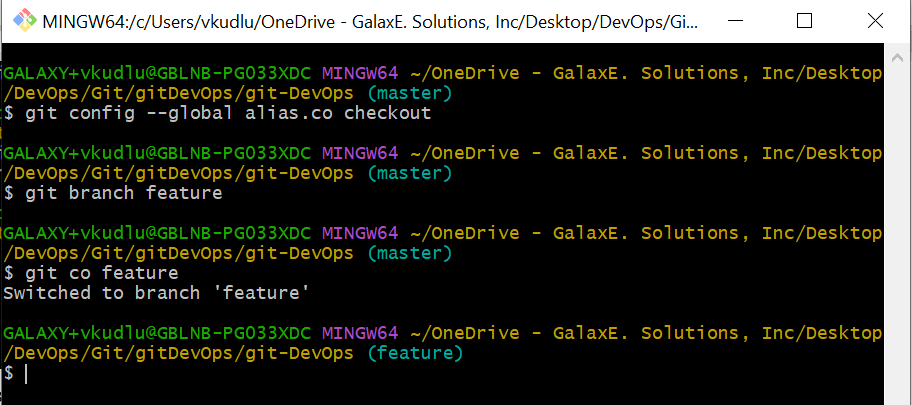 MINGW64:/c/Users/vkudlu/OneDrive - GalaxE. Solutions, Inc/Desktop/DevOps/Gi...
GALAXY+vkudlu@GBLNB-PG033XDC MINGW64 ~/OneDrive - GalaxE. Solutions, Inc/Desktop
/DevOps/Git/gitDevOps/git-DevOps (master)
$ git config --global alias.co checkout
GALAXY+vkudlu@GBLNB-PG033XDC MINGW64 ~/OneDrive - GalaxE. Solutions, Inc/Desktop
/DevOps/Git/gitDevOps/git-DevOps (master)
$ git branch feature
GALAXY+vkudlu@GBLNB-PG033XDC MINGW64 ~/OneDrive - GalaxE. Solutions, Inc/Desktop
/DevOps/Git/gitDevOps/git-DevOps (master)
$ git co feature
Switched to branch 'feature'
GALAXY+vkudlu@GBLNB-PG033XDC MINGW64 ~/OneDrive - GalaxE. Solutions, Inc/Desktop
/DevOps/Git/gitDevOps/git-DevOps (feature)
$